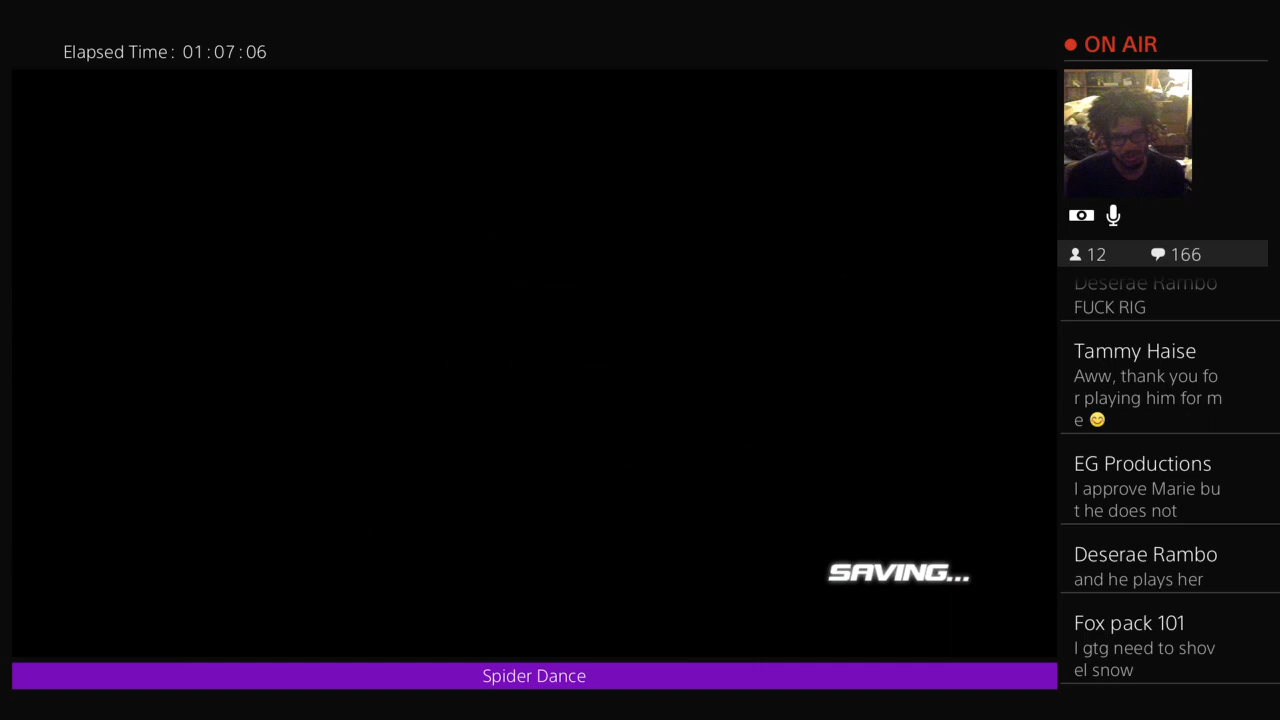 Elapsed Time: 01:07:06
ON AIR
12 166
Deserae Rambo
FUCK RIG
Tammy Haise
Aww, thank you fo
r playing him for m
e 😊
EG Productions
I approve Marie bu
t he does not
Deserae Rambo
and he plays her
Fox pack 101
I gtg need to shov
el snow
SAVING...
Spider Dance